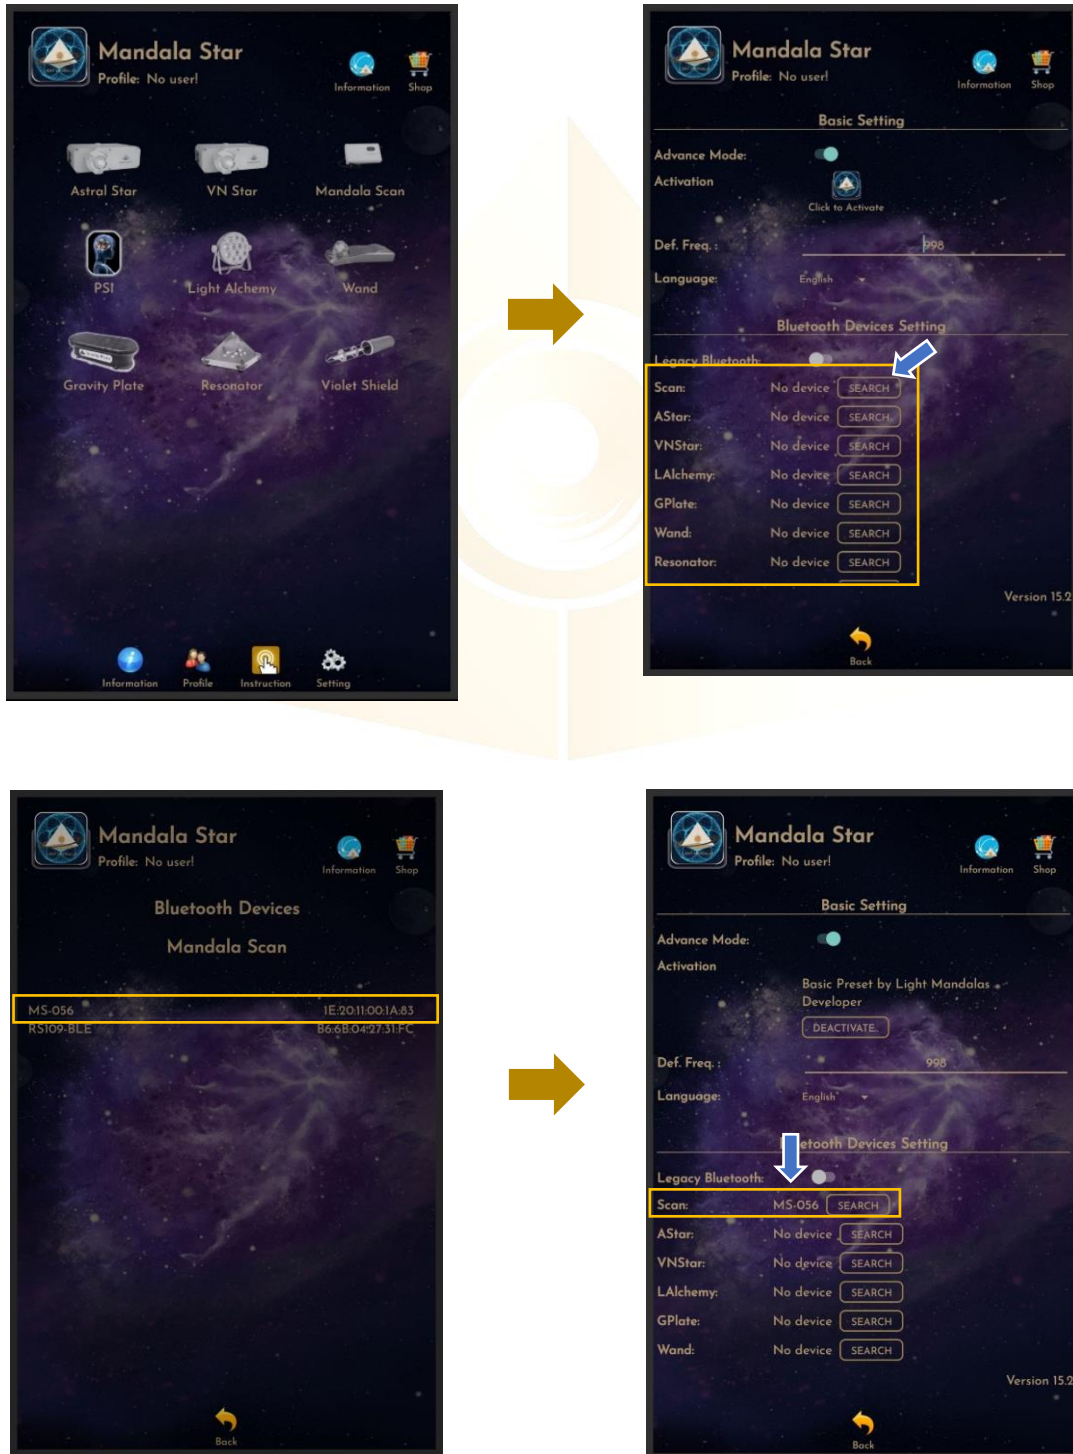 Mandala Star
Profile: No user!
Information
Shop
Astral Star
VN Star
Mandala Scan
PSI
Light Alchemy
Wand
Gravity Plate
Resonator
Violet Shield
Information
Profile
Instruction
Setting
Mandala Star
Profile: No user!
Information
Shop
Basic Setting
Advance Mode:
Activation
Click to Activate
Def. Freq. : 998
Language: English
Bluetooth Devices Setting
Legacy Bluetooth:
Scan: No device SEARCH
AStar: No device SEARCH
VNStar: No device SEARCH
LAlchemy: No device SEARCH
GPlate: No device SEARCH
Wand: No device SEARCH
Resonator: No device SEARCH
Version 15.2
Back
Mandala Star
Profile: No user!
Information
Shop
Bluetooth Devices
Mandala Scan
MS-056 1E:20:11:00:1A:83
RS109-BLE B6:6B:04:27:31:FC
Back
Mandala Star
Profile: No user!
Information
Shop
Basic Setting
Advance Mode:
Activation
Basic Preset by Light Mandalas
Developer
DEACTIVATE
Def. Freq. : 998
Language: English
Devices Setting
Legacy Bluetooth:
Scan: MS-056 SEARCH
AStar: No device SEARCH
VNStar: No device SEARCH
LAlchemy: No device SEARCH
GPlate: No device SEARCH
Wand: No device SEARCH
Version 15.2
Back